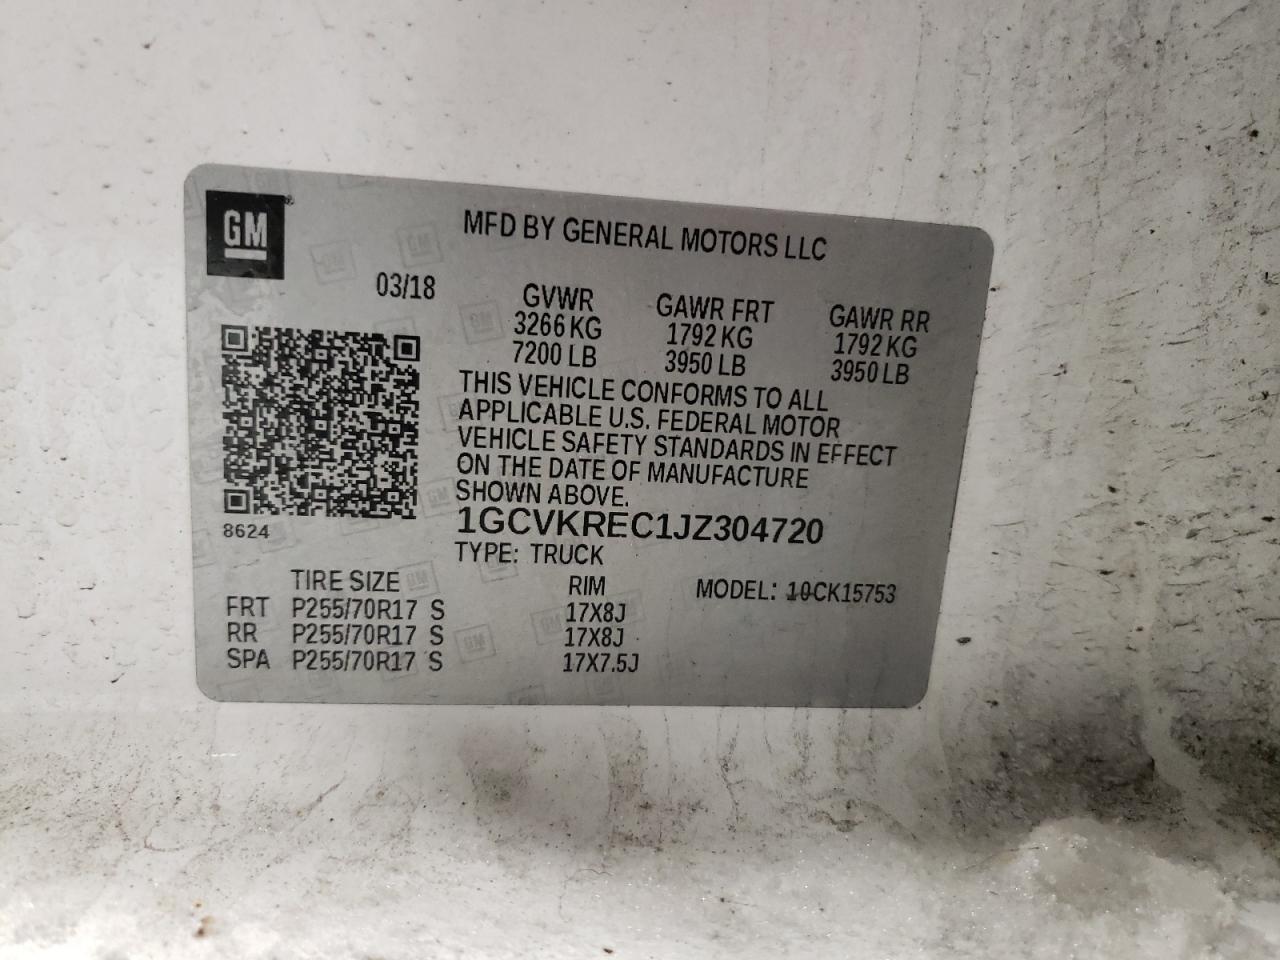 GM
MFD BY GENERAL MOTORS LLC
03/18
GVWR GAWR FRT GAWR RR
3266 KG 1792 KG 1792 KG
7200 LB 3950 LB 3950 LB
THIS VEHICLE CONFORMS TO ALL
APPLICABLE U.S. FEDERAL MOTOR
VEHICLE SAFETY STANDARDS IN EFFECT
ON THE DATE OF MANUFACTURE
SHOWN ABOVE.
8624
1GCVKREC1JZ304720
TYPE: TRUCK
TIRE SIZE RIM MODEL: 10CK15753
FRT P255/70R17 S 17X8J
RR P255/70R17 S 17X8J
SPA P255/70R17 S 17X7.5J